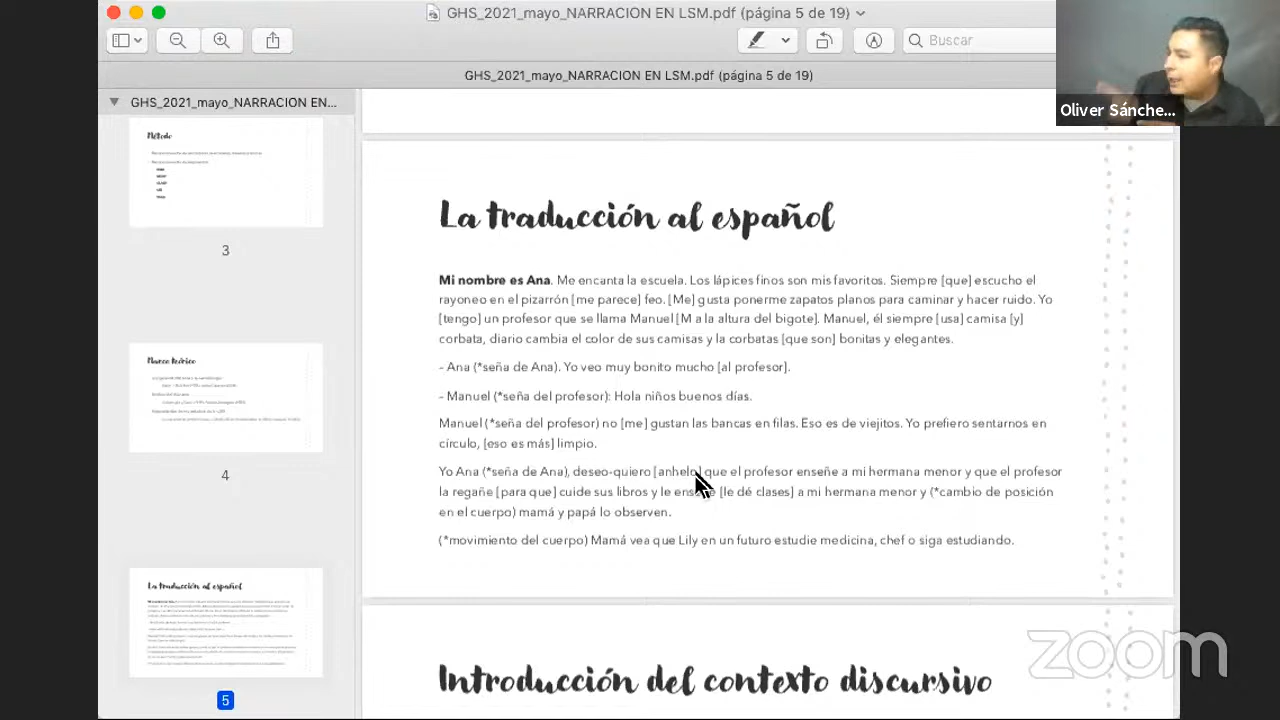 GHS_2021_mayo_NARRACION EN LSM.pdf (página 5 de 19)
Buscar
GHS_2021_mayo_NARRACION EN LSM.pdf (página 5 de 19)
Oliver Sánche...
GHS_2021_mayo_NARRACION EN...
Método
3
Marco teórico
4
La traducción al español
5
La traducción al español
Mi nombre es Ana. Me encanta la escuela. Los lápices finos son mis favoritos. Siempre [que] escucho el
rayoneo en el pizarrón [me parece] feo. [Me] gusta ponerme zapatos planos para caminar y hacer ruido. Yo
[tengo] un profesor que se llama Manuel [M a la altura del bigote]. Manuel, él siempre [usa] camisa [y]
corbata, diario cambia el color de sus camisas y la corbatas [que son] bonitas y elegantes.
- Ana (*seña de Ana). Yo veo muy bonito mucho [al profesor].
- Manuel (*seña del profesor): Hola niños buenos días.
Manuel (*seña del profesor) no [me] gustan las bancas en filas. Eso es de viejitos. Yo prefiero sentarnos en
círculo, [eso es más] limpio.
Yo Ana (*seña de Ana), deseo-quiero [anhelo] que el profesor enseñe a mi hermana menor y que el profesor
la regañe [para que] cuide sus libros y le enseñe [le dé clases] a mi hermana menor y (*cambio de posición
en el cuerpo) mamá y papá lo observen.
(*movimiento del cuerpo) Mamá vea que Lily en un futuro estudie medicina, chef o siga estudiando.
Introducción del contexto discursivo
zoom